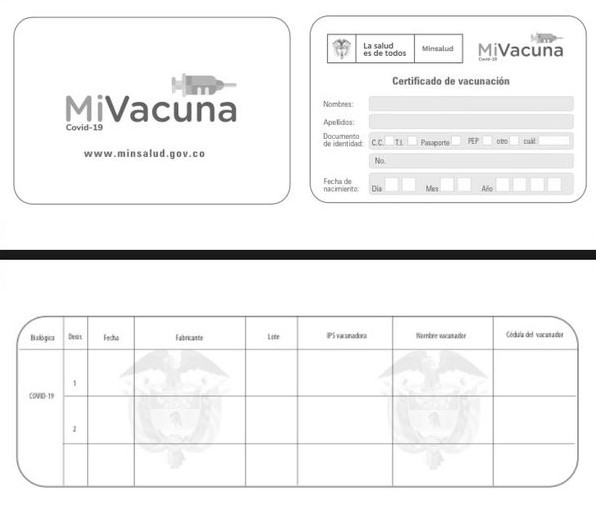 MiVacuna
Covid-19
www.minsalud.gov.co
La salud
es de todos
Minsalud
MiVacuna
Covid-19
Certificado de vacunación
Nombres:
Apellidos:
Documento
de identidad:
C.C. T.I. Pasaporte PEP otro cuál
No.
Fecha de
nacimiento:
Día Mes Año
Biológico Dosis Fecha Fabricante Lote IPS vacunadora Nombre vacunador Cédula del vacunador
COVID-19
1
2